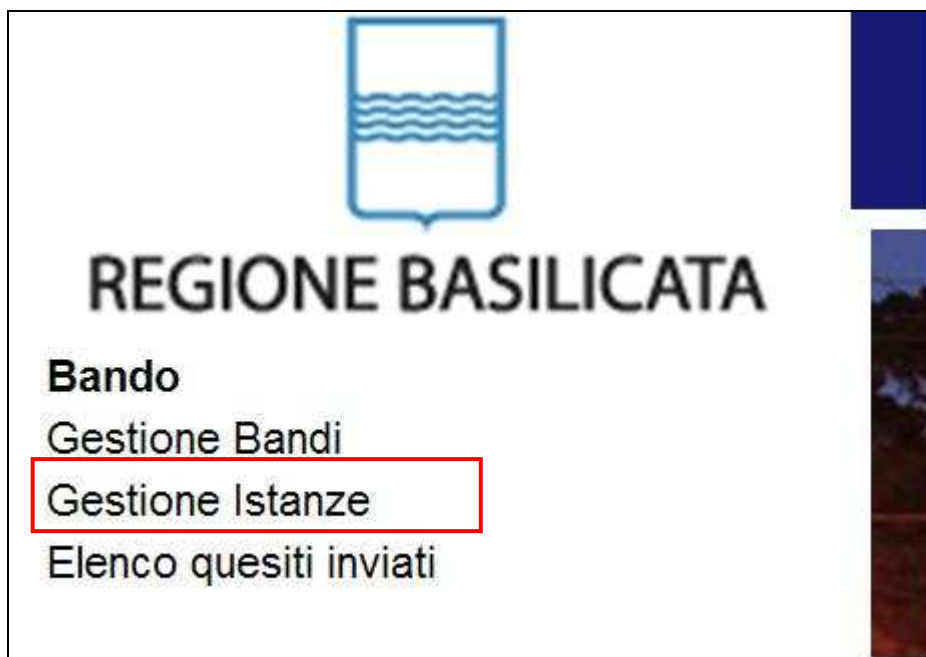 REGIONE BASILICATA
Bando
Gestione Bandi
Gestione Istanze
Elenco quesiti inviati